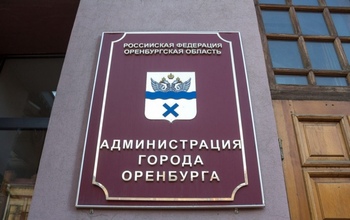 РОССИЙСКАЯ ФЕДЕРАЦИЯ
ОРЕНБУРГСКАЯ ОБЛАСТЬ
АДМИНИСТРАЦИЯ
ГОРОДА
ОРЕНБУРГА